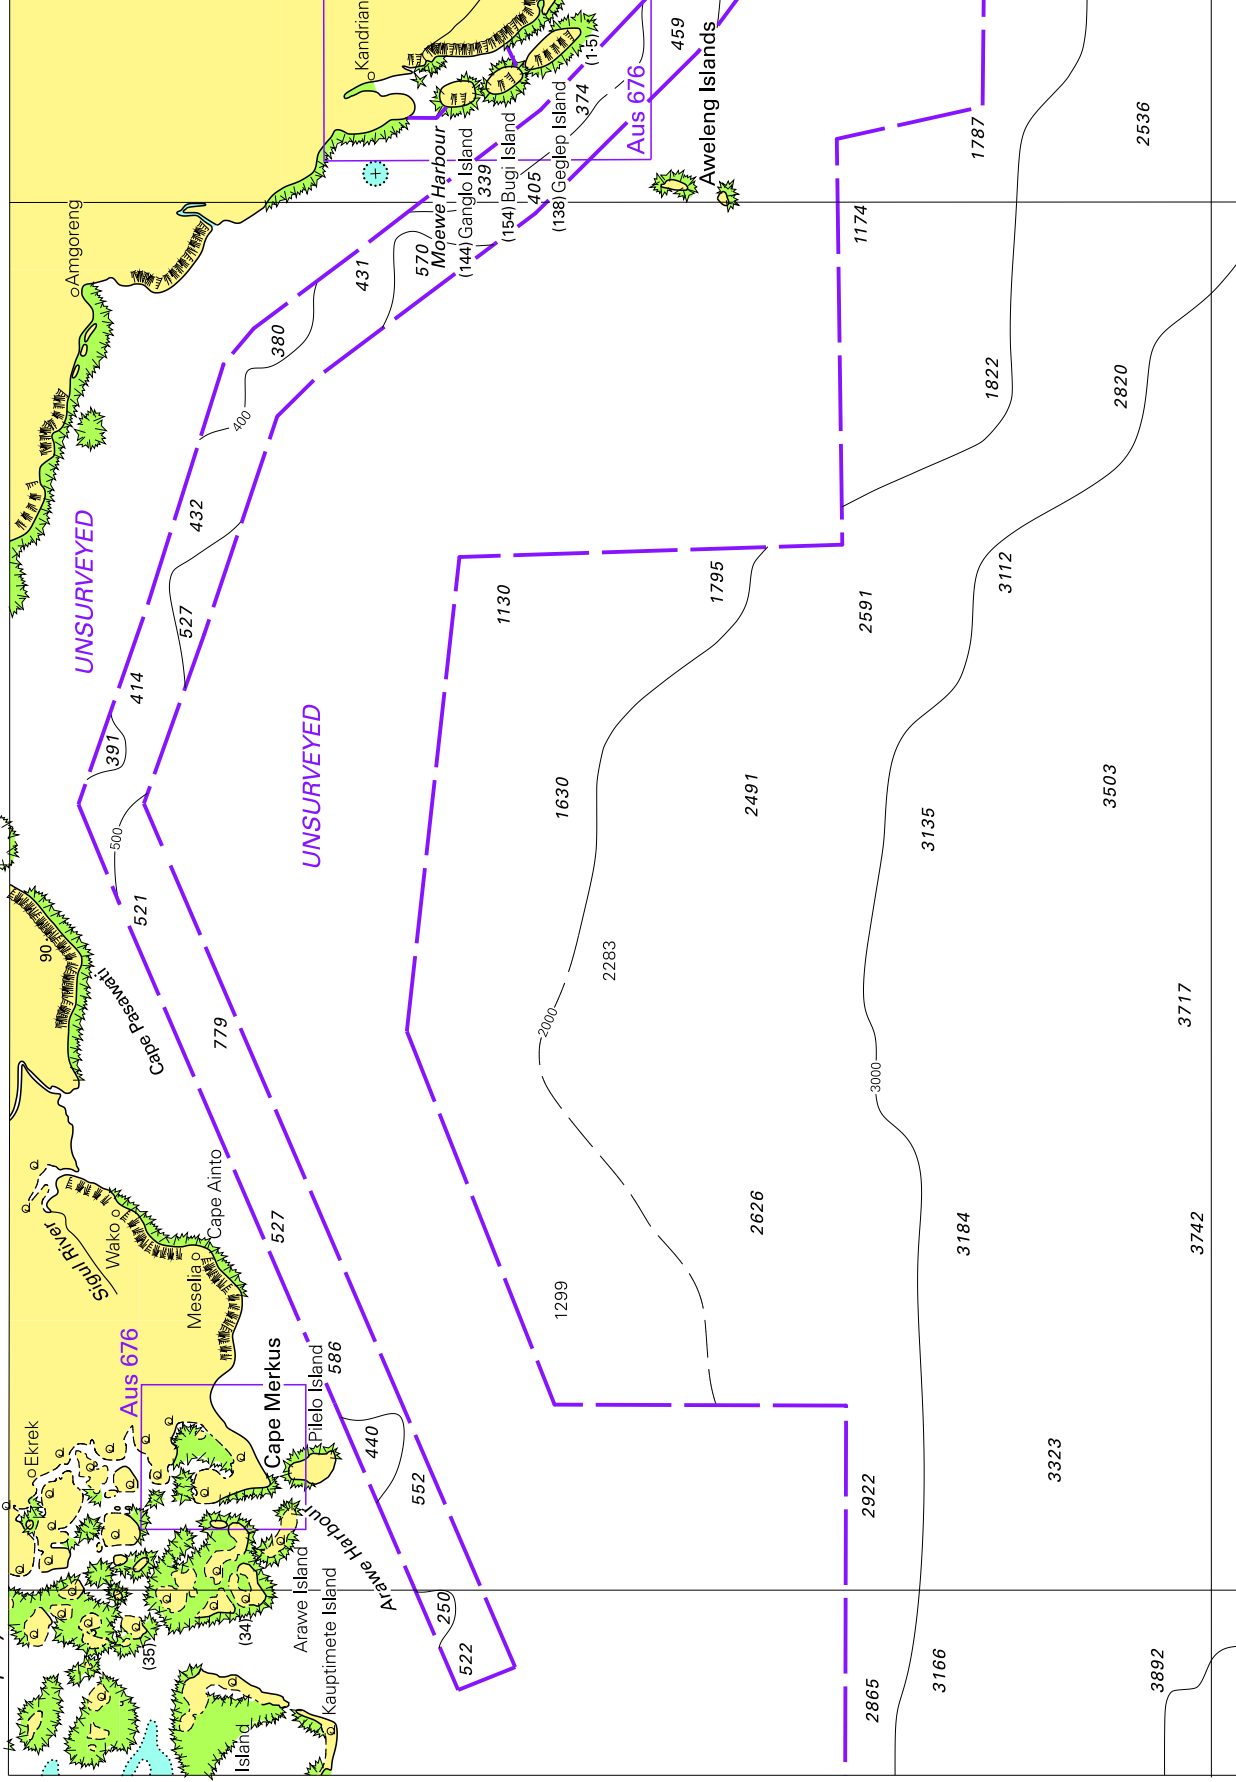 Kandrian
459
(1·5)
Aus 676
374
Aweleng Islands
Moewe Harbour
(144) Ganglo Island
339
(154) Bugi Island
405
(138) Geglep Island
1787
2536
1174
Amgoreng
431
570
380
400
1822
2820
432
UNSURVEYED
527
1130
1795
2591
3112
414
391
UNSURVEYED
1630
2491
3135
3503
500
521
90
2283
Cape Pasawati
779
2000
3000
3717
Cape Ainto
Wako
Sigul River
Meselia
527
2626
3184
3742
1299
Aus 676
Cape Merkus
Pilelo Island
586
Ekrek
440
552
2922
3323
Arawe Harbour
Arawe Island
Kauptimete Island
(34)
(35)
250
522
2865
3166
3892
Island